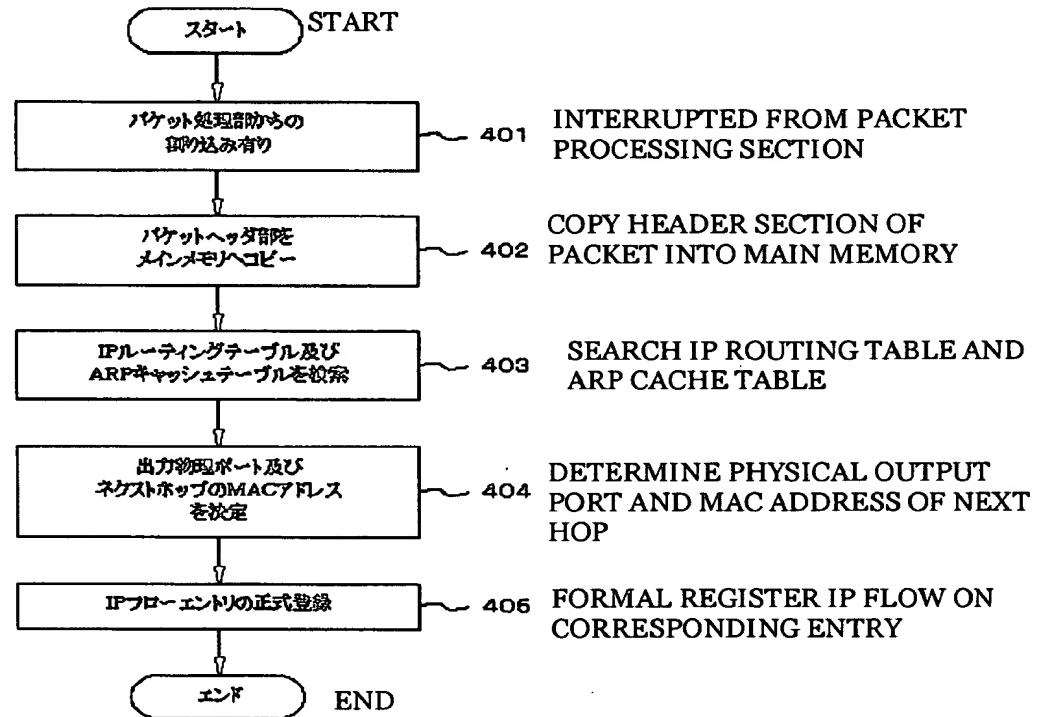 スタート START
パケット処理部からの
割り込み有り
401 INTERRUPTED FROM PACKET
PROCESSING SECTION
パケットヘッダ部を
メインメモリへコピー
402 COPY HEADER SECTION OF
PACKET INTO MAIN MEMORY
IPルーティングテーブル及び
ARPキャッシュテーブルを検索
403 SEARCH IP ROUTING TABLE AND
ARP CACHE TABLE
出力物理ポート及び
ネクストホップのMACアドレス
を決定
404 DETERMINE PHYSICAL OUTPUT
PORT AND MAC ADDRESS OF NEXT
HOP
IPフローエントリの正式登録
405 FORMAL REGISTER IP FLOW ON
CORRESPONDING ENTRY
エンド END